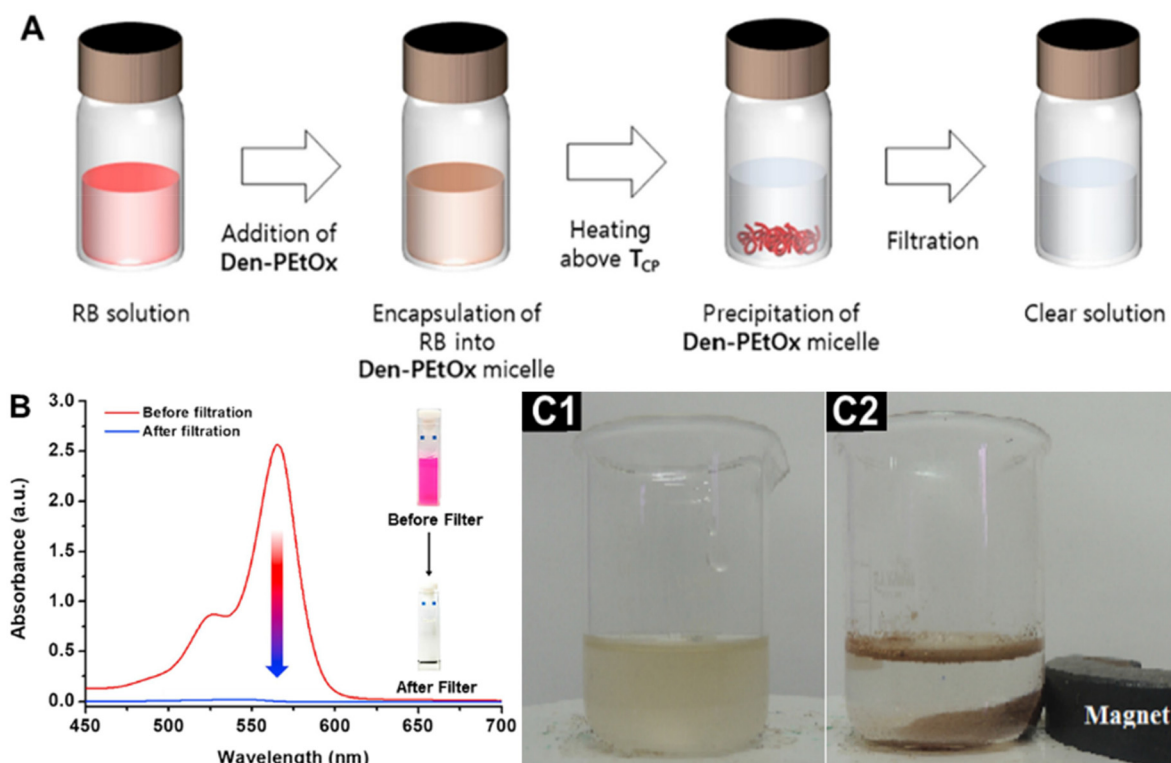 A
Addition of
Den-PEtOx
Heating
above T_CP
Filtration
RB solution
Encapsulation of
RB into
Den-PEtOx micelle
Precipitation of
Den-PEtOx micelle
Clear solution
B
3.0
2.5
2.0
1.5
1.0
0.5
0.0
Absorbance (a.u.)
Before filtration
After filtration
Before Filter
After Filter
450 500 550 600 650 700
Wavelength (nm)
C1
C2
Magnet